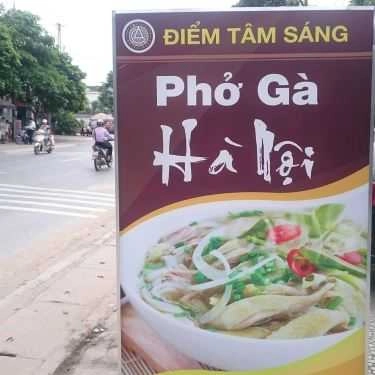 ĐIỂM TÂM SÁNG
Phở Gà
Hà Nội